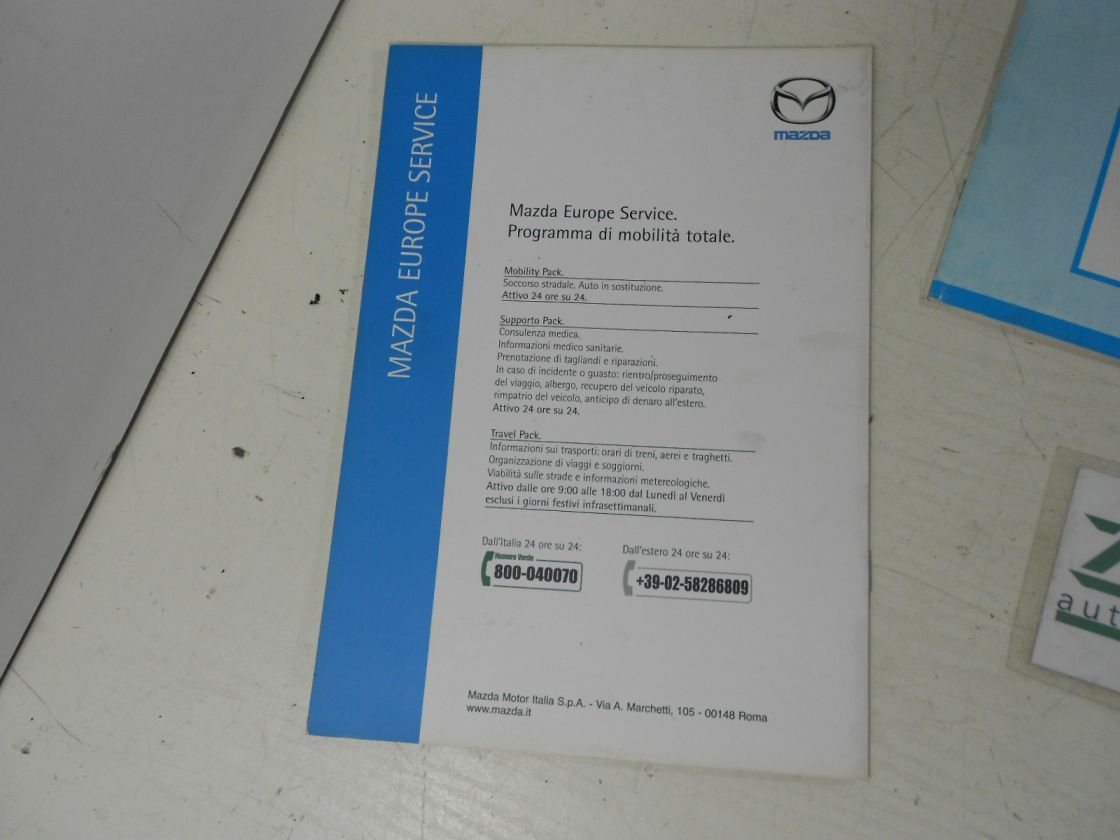 MAZDA EUROPE SERVICE
mazda
Mazda Europe Service.
Programma di mobilità totale.
Mobility Pack.
Soccorso stradale. Auto in sostituzione.
Attivo 24 ore su 24.
Supporto Pack.
Consulenza medica.
Informazioni medico sanitarie.
Prenotazione di tagliandi e riparazioni.
In caso di incidente o guasto: rientro/proseguimento
del viaggio, albergo, recupero del veicolo riparato,
rimpatrio del veicolo, anticipo di denaro all'estero.
Attivo 24 ore su 24.
Travel Pack.
Informazioni sui trasporti: orari di treni, aerei e traghetti.
Organizzazione di viaggi e soggiorni.
Viabilità sulle strade e informazioni metereologiche.
Attivo dalle ore 9:00 alle 18:00 dal Lunedì al Venerdì
esclusi i giorni festivi infrasettimanali.
Dall'Italia 24 ore su 24:
Numero Verde
800-040070
Dall'estero 24 ore su 24:
+39-02-58286809
Mazda Motor Italia S.p.A. - Via A. Marchetti, 105 - 00148 Roma
www.mazda.it
aut